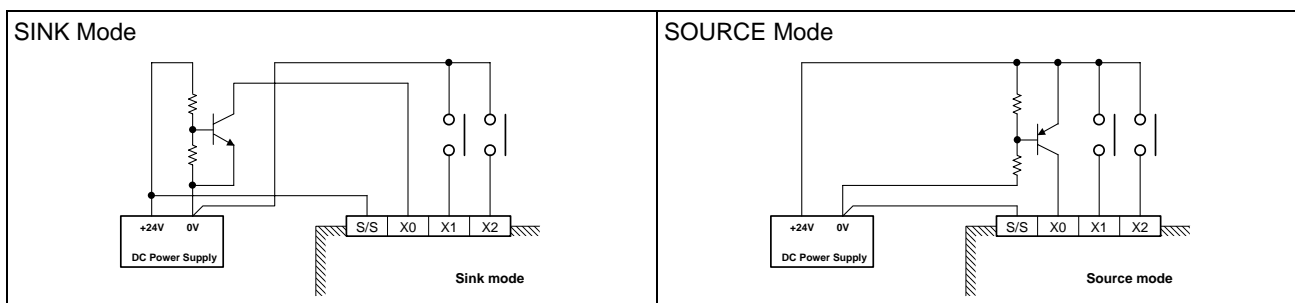 SINK Mode
+24V 0V
DC Power Supply
S/S X0 X1 X2
Sink mode
SOURCE Mode
+24V 0V
DC Power Supply
S/S X0 X1 X2
Source mode